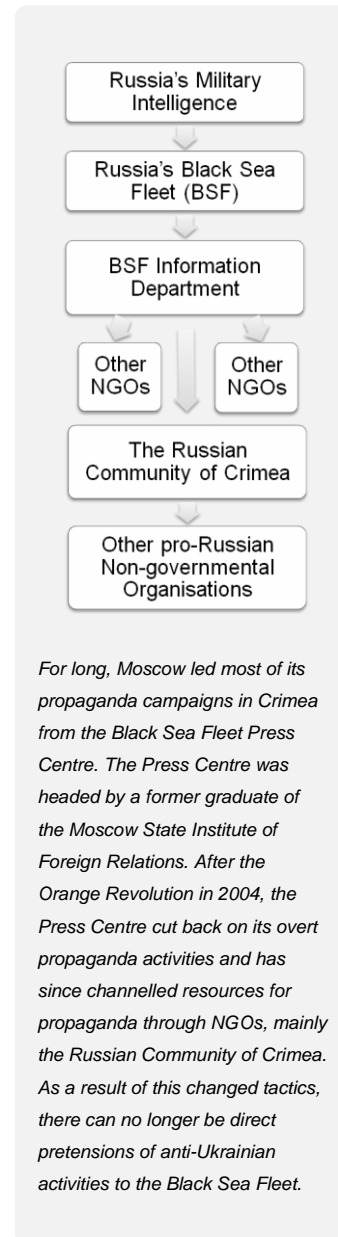 Russia's Military
Intelligence
Russia's Black Sea
Fleet (BSF)
BSF Information
Department
Other
NGOs
Other
NGOs
The Russian
Community of Crimea
Other pro-Russian
Non-governmental
Organisations
For long, Moscow led most of its
propaganda campaigns in Crimea
from the Black Sea Fleet Press
Centre. The Press Centre was
headed by a former graduate of
the Moscow State Institute of
Foreign Relations. After the
Orange Revolution in 2004, the
Press Centre cut back on its overt
propaganda activities and has
since channelled resources for
propaganda through NGOs, mainly
the Russian Community of Crimea.
As a result of this changed tactics,
there can no longer be direct
pretensions of anti-Ukrainian
activities to the Black Sea Fleet.